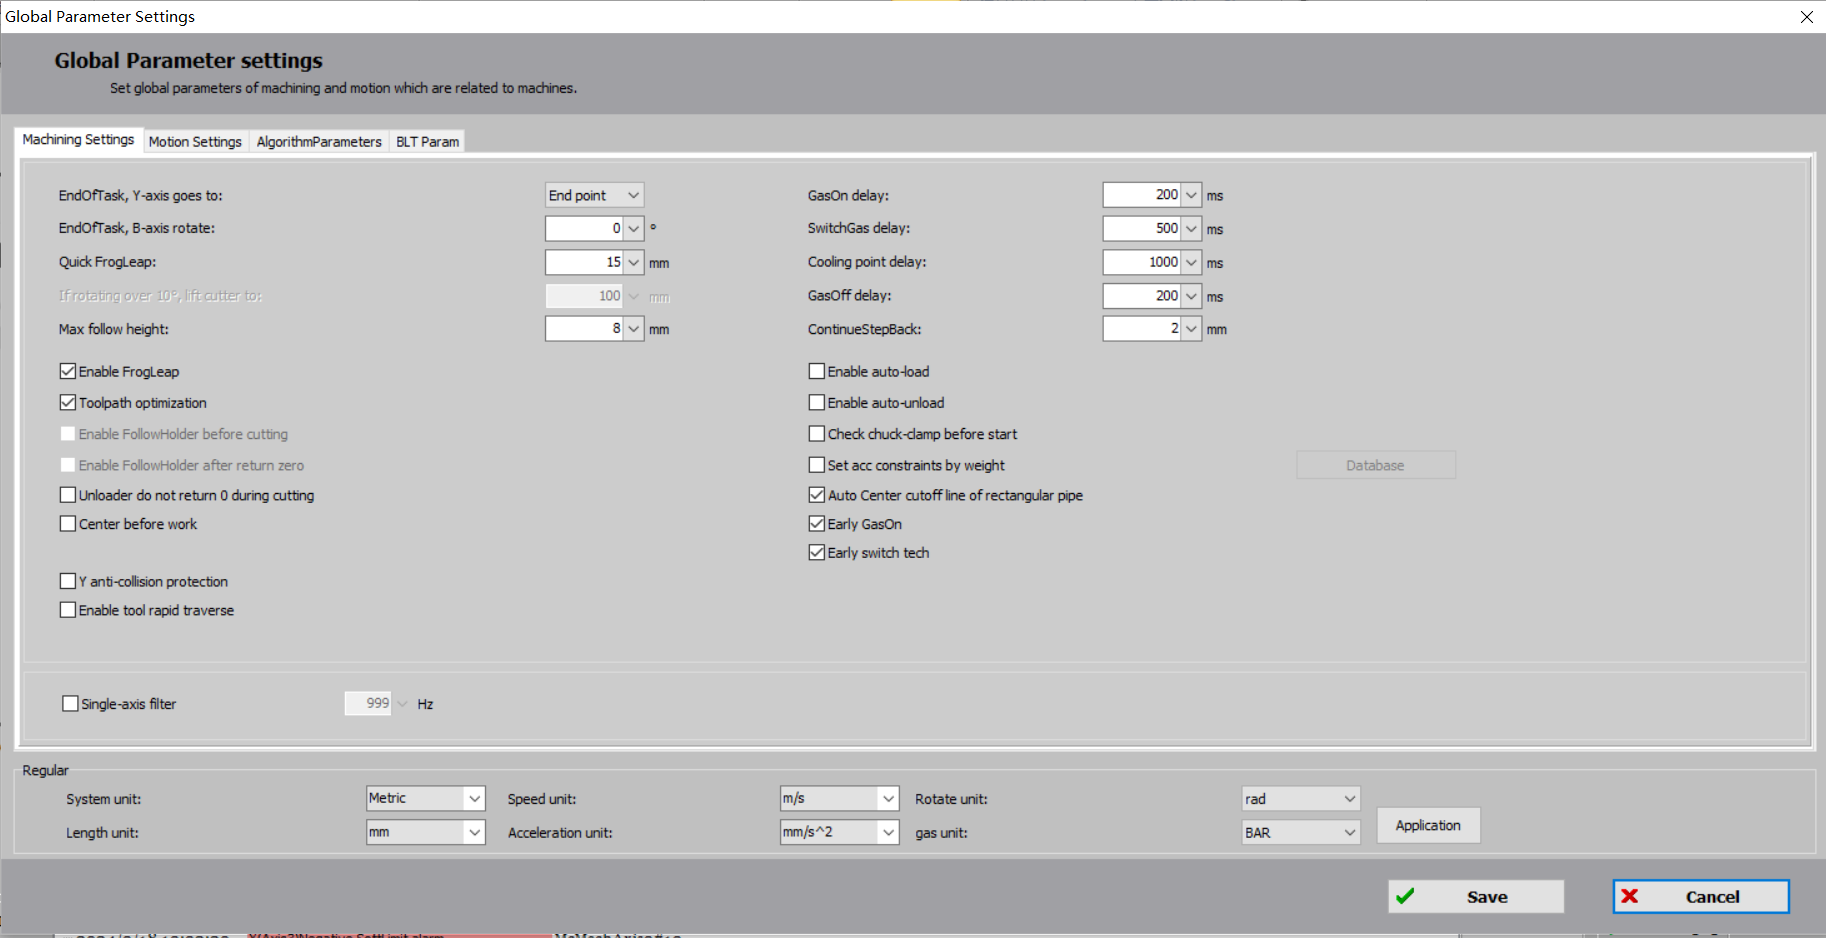 Global Parameter Settings
Global Parameter settings
Set global parameters of machining and motion which are related to machines.
Machining Settings Motion Settings AlgorithmParameters BLT Param
EndOfTask, Y-axis goes to: End point GasOn delay: 200 ms
EndOfTask, B-axis rotate: 0 ° SwitchGas delay: 500 ms
Quick FrogLeap: 15 mm Cooling point delay: 1000 ms
If rotating over 10°, lift cutter to: 100 mm GasOff delay: 200 ms
Max follow height: 8 mm ContinueStepBack: 2 mm
Enable FrogLeap Enable auto-load
Toolpath optimization Enable auto-unload
Enable FollowHolder before cutting Check chuck-clamp before start
Enable FollowHolder after return zero Set acc constraints by weight Database
Unloader do not return 0 during cutting Auto Center cutoff line of rectangular pipe
Center before work Early GasOn
Early switch tech
Y anti-collision protection
Enable tool rapid traverse
Single-axis filter 999 Hz
Regular
System unit: Metric Speed unit: m/s Rotate unit: rad
Length unit: mm Acceleration unit: mm/s^2 gas unit: BAR Application
Save Cancel